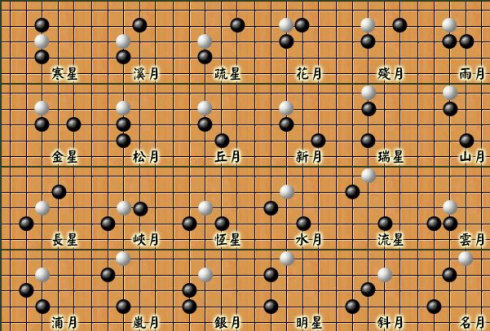 寒星 溪月 疏星 花月 殘月 雨月
金星 松月 丘月 新月 瑞星 山月
長星 峽月 恆星 水月 流星 雲月
浦月 嵐月 銀月 明星 斜月 名月